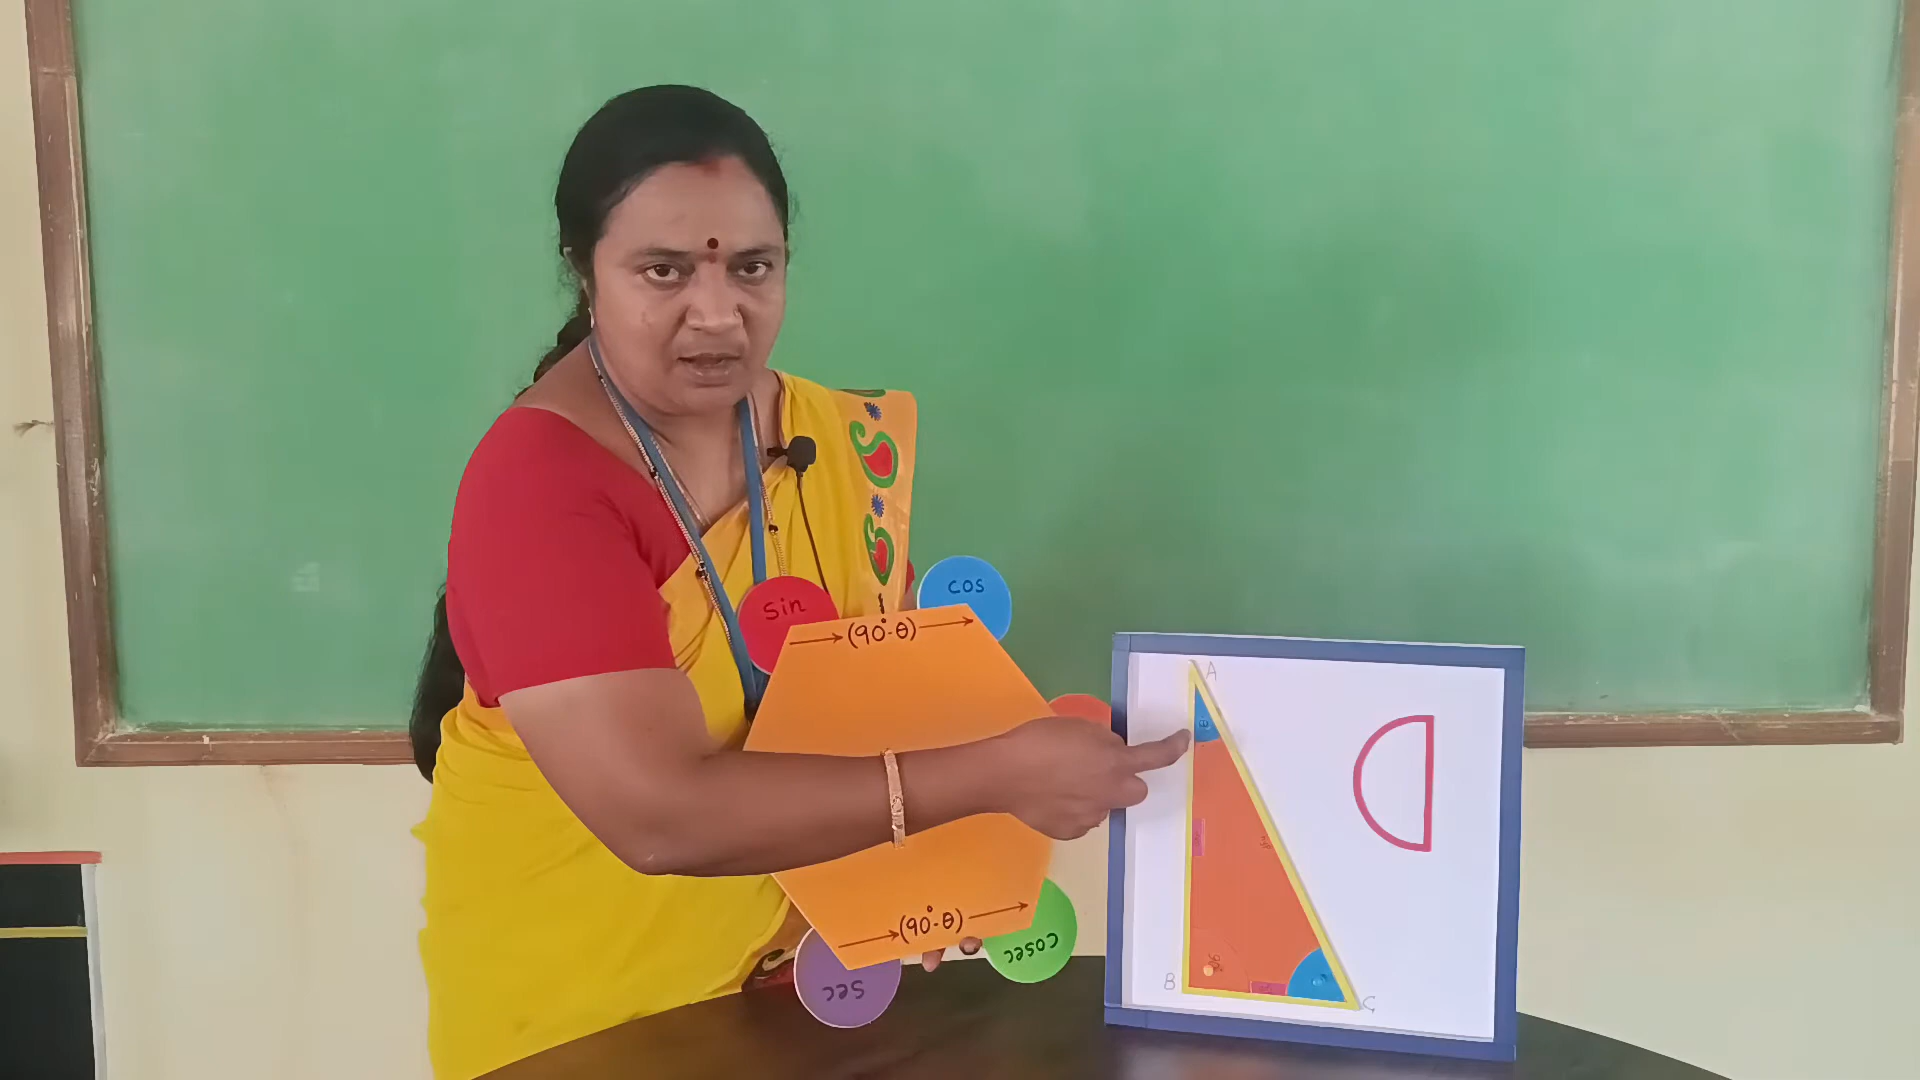 sin
cos
(90°-θ)
(90°-θ)
cosec
sec
A
θ
B
C